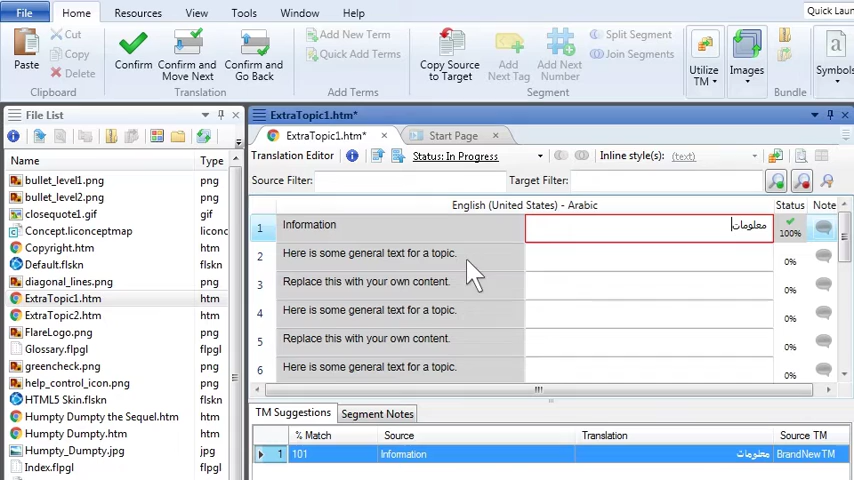 File Home Resources View Tools Window Help Quick Laun
Paste Cut Copy Delete Clipboard
Confirm Confirm and Move Next Confirm and Go Back Translation
Add New Term Quick Add Terms Add Terms
Copy Source to Target Add Next Tag Add Next Number Split Segment Join Segments Segment
Utilize TM Images Bundle Symbols
File List
Name Type
bullet_level1.png png
bullet_level2.png png
closequote1.gif gif
Concept.liconceptmap liconc
Copyright.htm htm
Default.flskn flskn
diagonal_lines.png png
ExtraTopic1.htm htm
ExtraTopic2.htm htm
FlareLogo.png png
Glossary.flpgl flpgl
greencheck.png png
help_control_icon.png png
HTML5 Skin.flskn flskn
Humpty Dumpty the Sequel.htm htm
Humpty Dumpty.htm htm
Humpty_Dumpty.jpg jpg
Index.flpgl flpgl
ExtraTopic1.htm*
ExtraTopic1.htm* Start Page
Translation Editor Status: In Progress Inline style(s): (text)
Source Filter: Target Filter:
English (United States) - Arabic Status Note
1 Information معلومات 100%
2 Here is some general text for a topic. 0%
3 Replace this with your own content. 0%
4 Here is some general text for a topic. 0%
5 Replace this with your own content. 0%
6 Here is some general text for a topic. 0%
TM Suggestions Segment Notes
% Match Source Translation Source TM
1 101 Information معلومات BrandNewTM